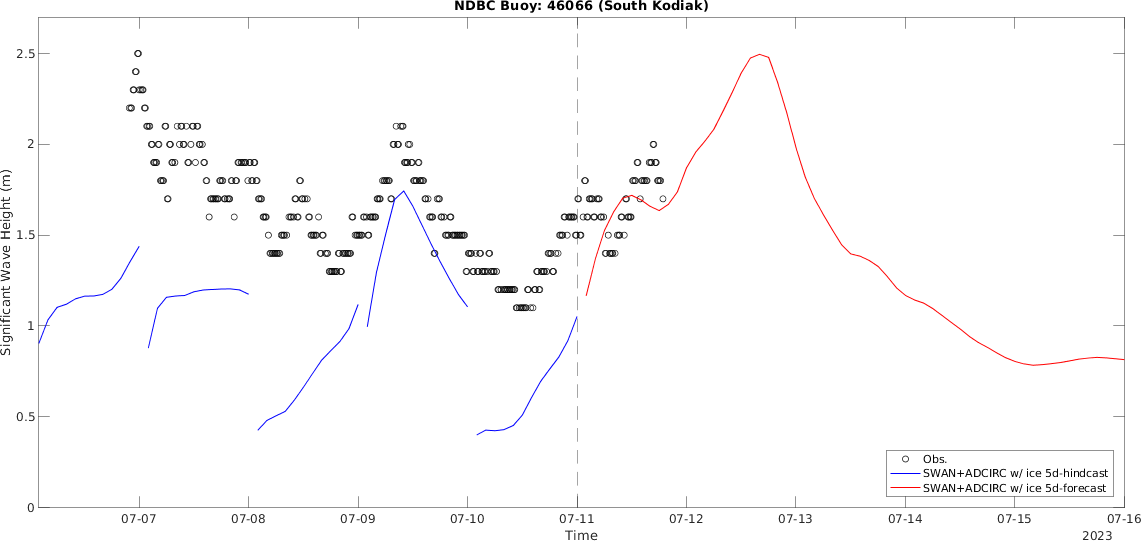 NDBC Buoy: 46066 (South Kodiak)
Significant Wave Height (m)
2.5
2
1.5
1
0.5
0
Obs.
SWAN+ADCIRC w/ ice 5d-hindcast
SWAN+ADCIRC w/ ice 5d-forecast
07-07 07-08 07-09 07-10 07-11 07-12 07-13 07-14 07-15 07-16
Time
2023